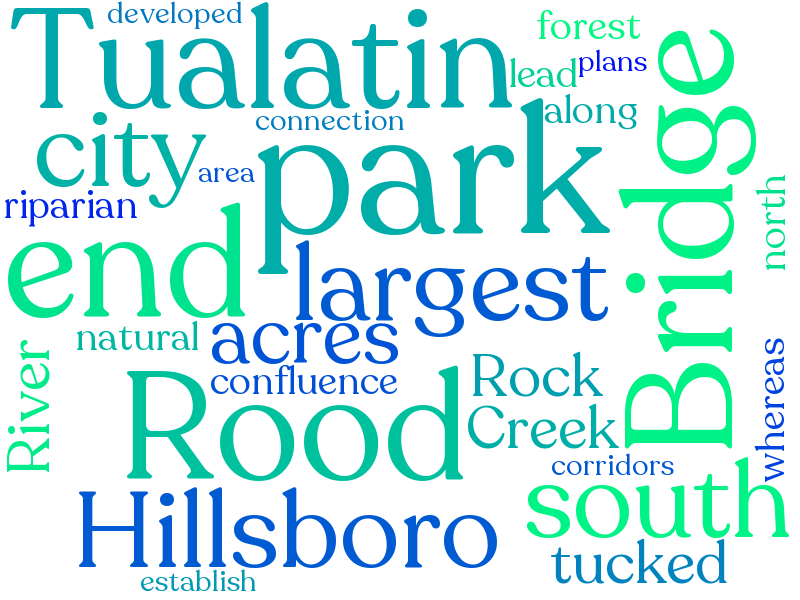 developed
Tualatin
forest
lead
plans
along
connection
city
area
park
Bridge
riparian
north
end
largest
natural
acres
River
confluence
Rock
Creek
whereas
Rood
corridors
south
Hillsboro
tucked
establish